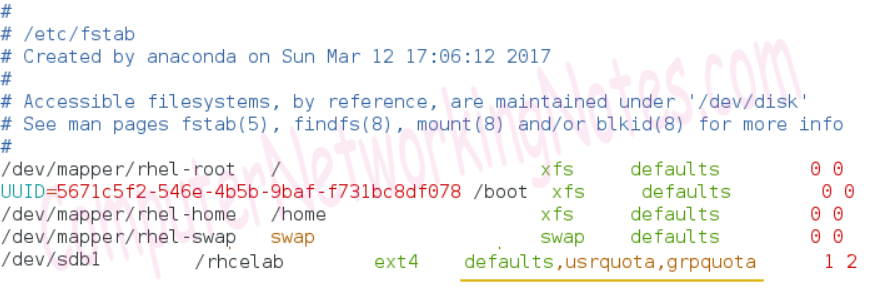 #
# /etc/fstab
# Created by anaconda on Sun Mar 12 17:06:12 2017
#
# Accessible filesystems, by reference, are maintained under '/dev/disk'
# See man pages fstab(5), findfs(8), mount(8) and/or blkid(8) for more info
#
/dev/mapper/rhel-root / xfs defaults 0 0
UUID=5671c5f2-546e-4b5b-9baf-f731bc8df078 /boot xfs defaults 0 0
/dev/mapper/rhel-home /home xfs defaults 0 0
/dev/mapper/rhel-swap swap swap defaults 0 0
/dev/sdb1 /rhcelab ext4 defaults,usrquota,grpquota 1 2
ComputerNetworkingNotes.com